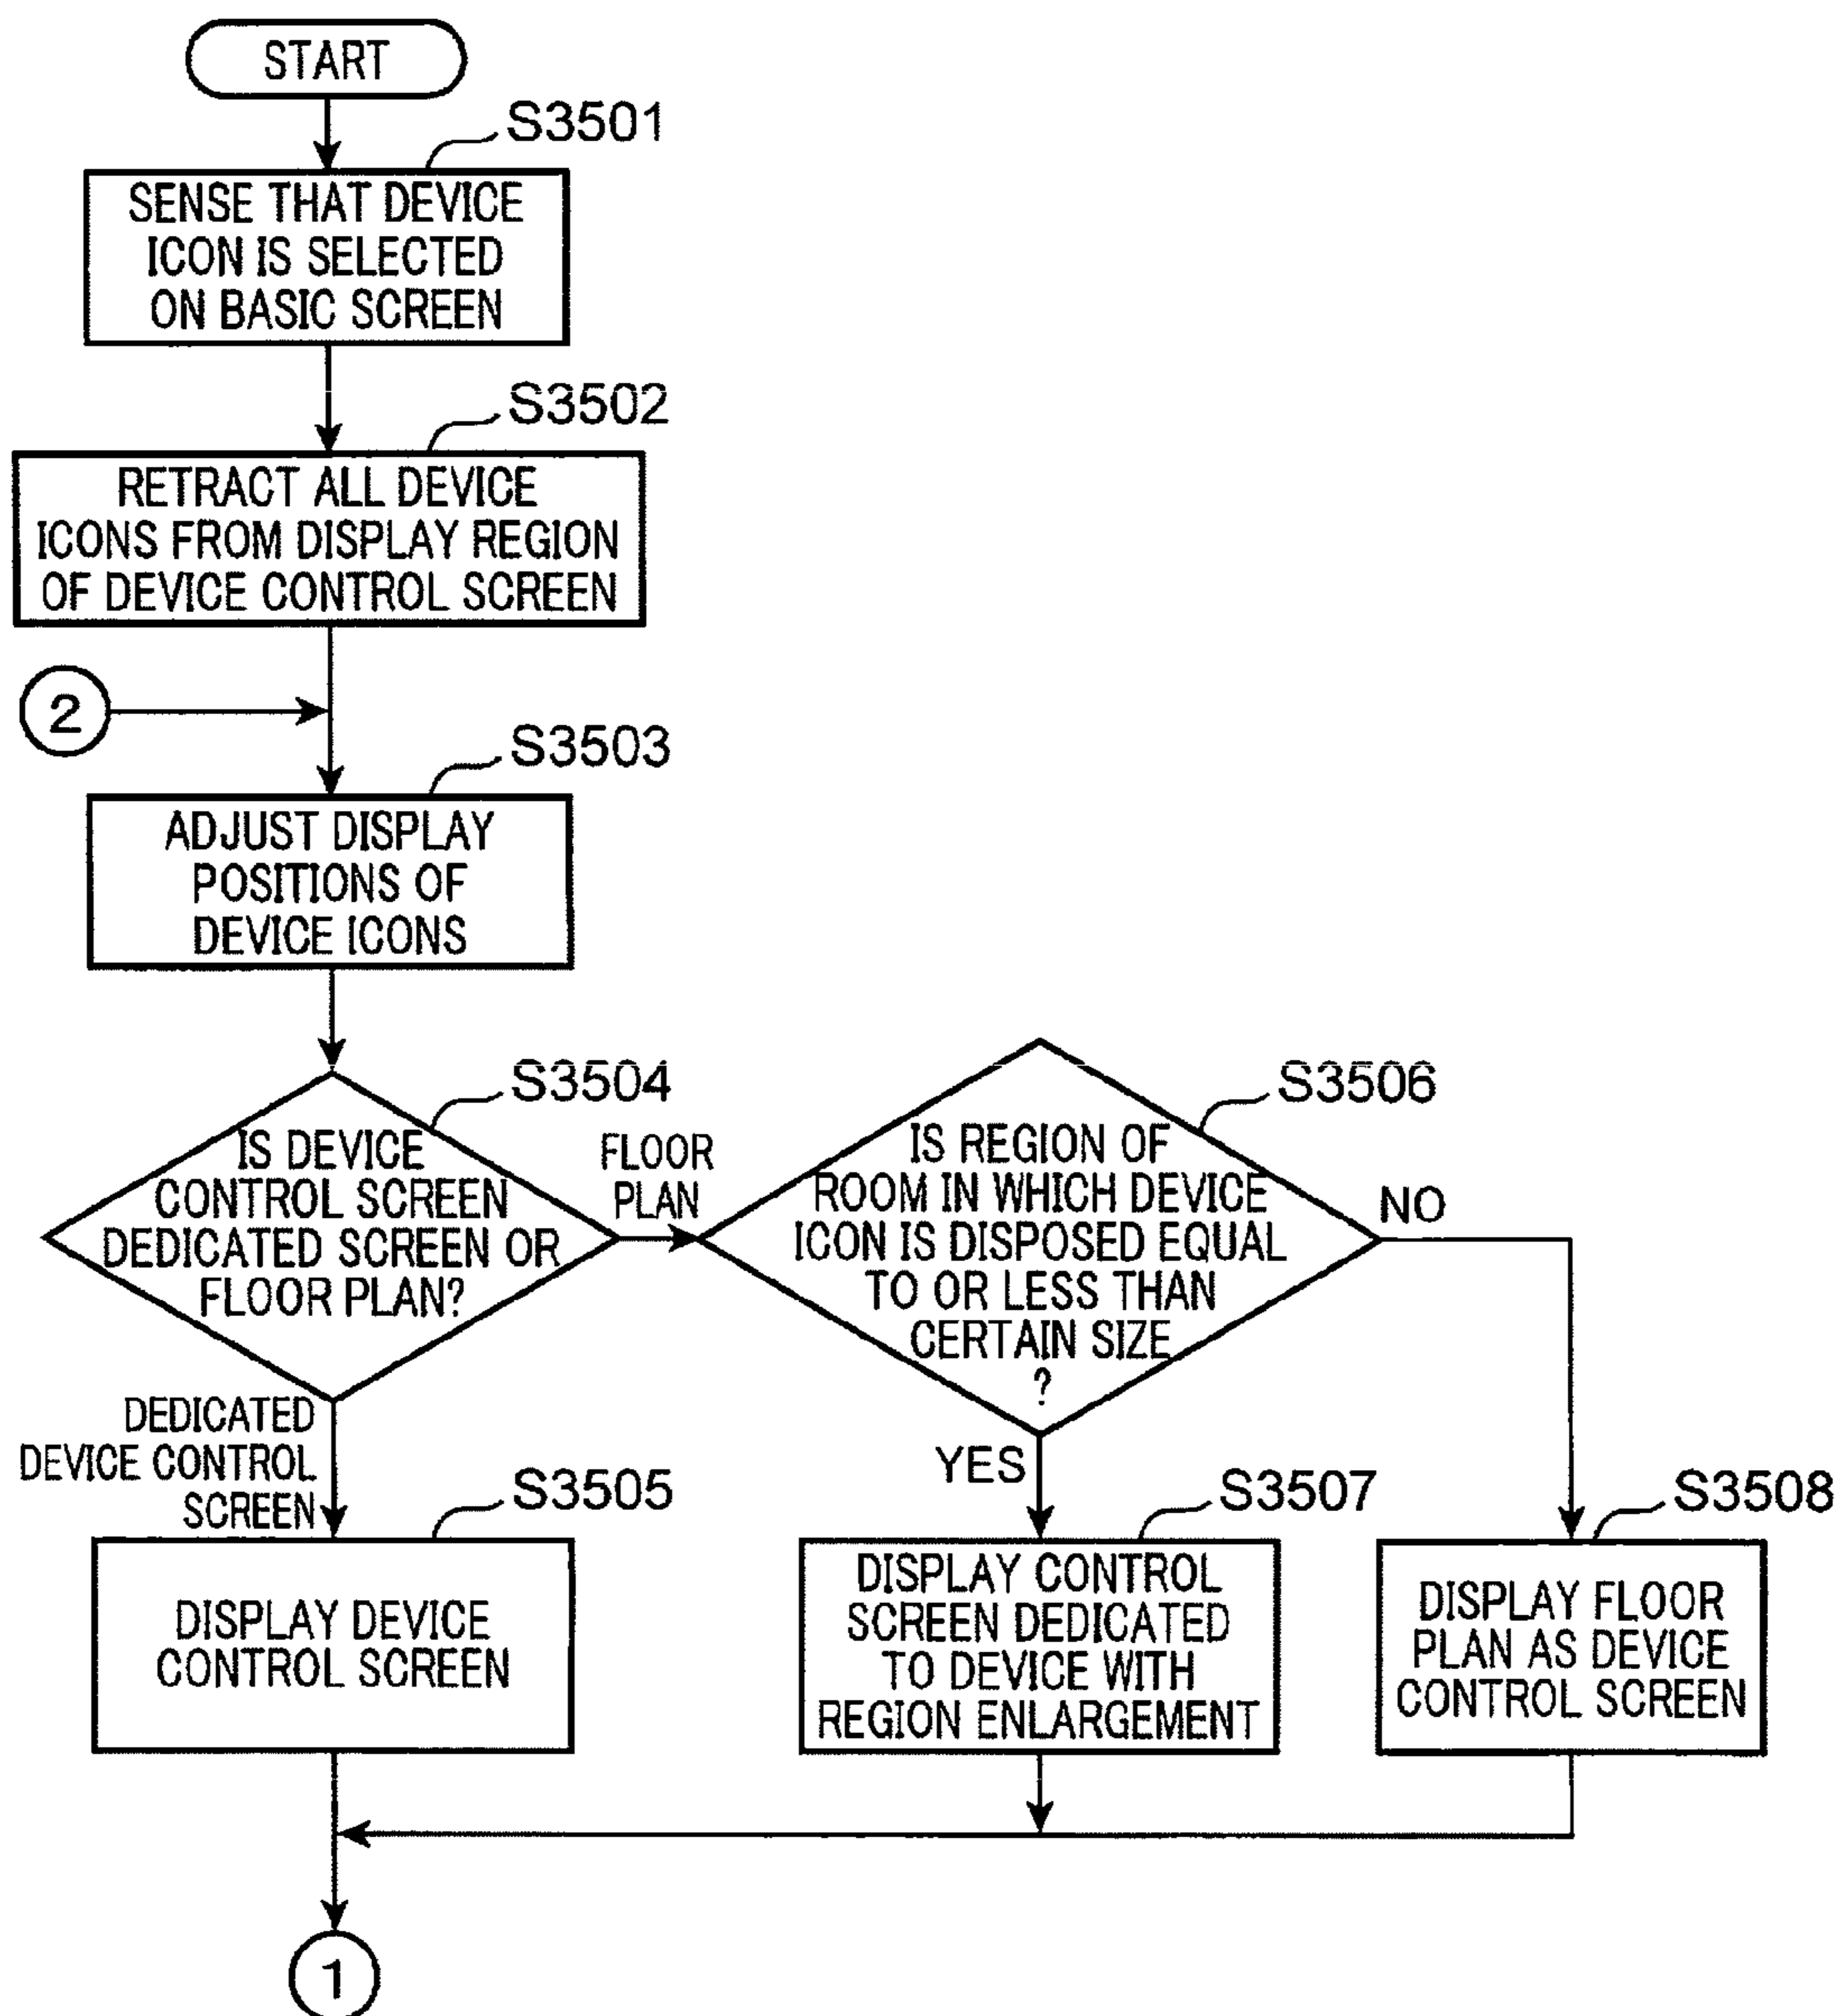 START
S3501
SENSE THAT DEVICE
ICON IS SELECTED
ON BASIC SCREEN
S3502
RETRACT ALL DEVICE
ICONS FROM DISPLAY REGION
OF DEVICE CONTROL SCREEN
2
S3503
ADJUST DISPLAY
POSITIONS OF
DEVICE ICONS
S3504
IS DEVICE
CONTROL SCREEN
DEDICATED SCREEN OR
FLOOR PLAN?
FLOOR
PLAN
S3506
IS REGION OF
ROOM IN WHICH DEVICE
ICON IS DISPOSED EQUAL
TO OR LESS THAN
CERTAIN SIZE
?
NO
DEDICATED
DEVICE CONTROL
SCREEN
S3505
DISPLAY DEVICE
CONTROL SCREEN
YES
S3507
DISPLAY CONTROL
SCREEN DEDICATED
TO DEVICE WITH
REGION ENLARGEMENT
S3508
DISPLAY FLOOR
PLAN AS DEVICE
CONTROL SCREEN
1